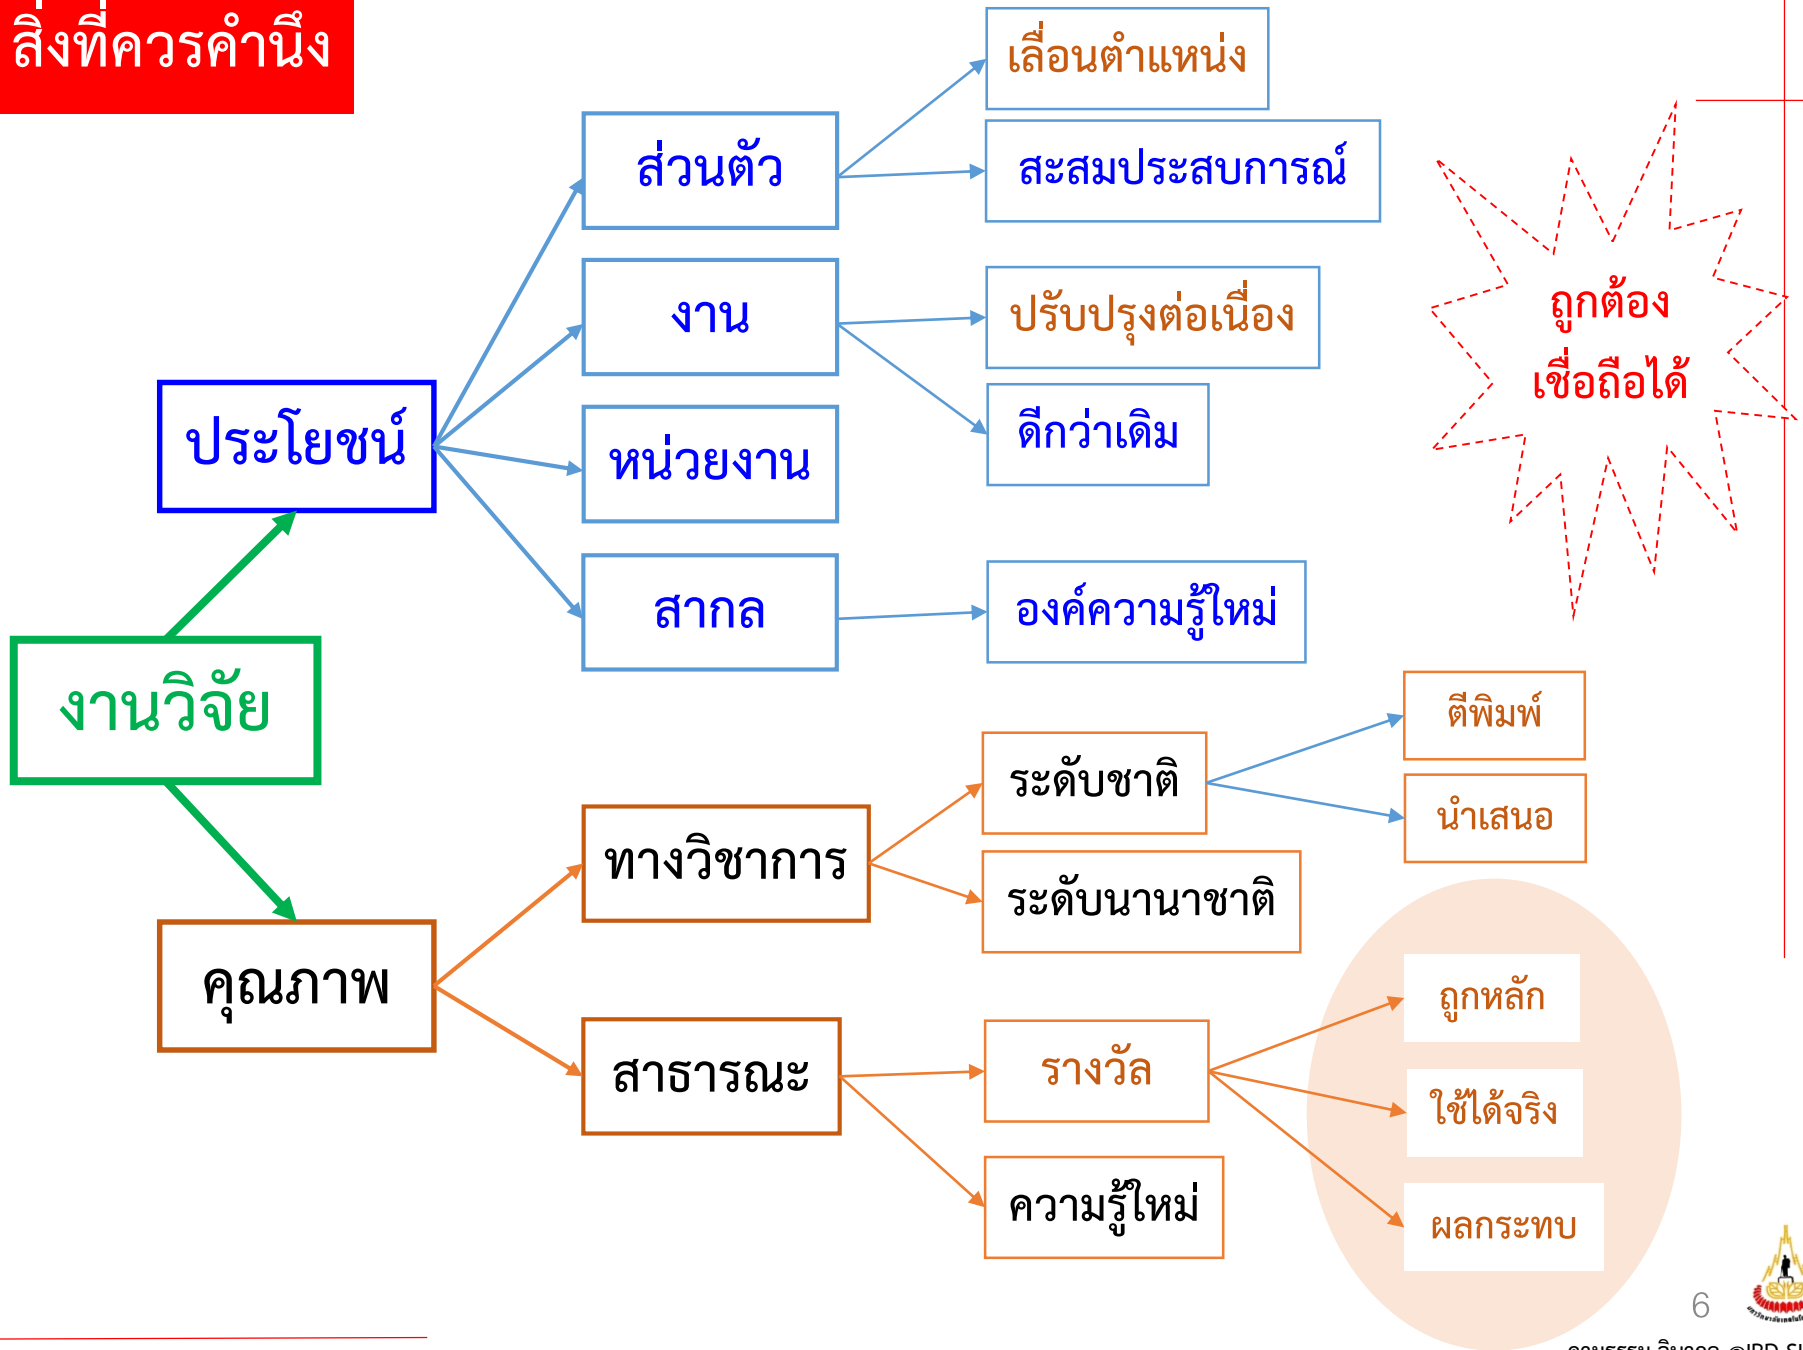 สิ่งที่ควรคำนึง
เลื่อนตำแหน่ง
ส่วนตัว
สะสมประสบการณ์
งาน
ปรับปรุงต่อเนื่อง
ถูกต้อง
เชื่อถือได้
ดีกว่าเดิม
ประโยชน์
หน่วยงาน
สากล
องค์ความรู้ใหม่
งานวิจัย
ตีพิมพ์
ระดับชาติ
นำเสนอ
ทางวิชาการ
ระดับนานาชาติ
คุณภาพ
ถูกหลัก
สาธารณะ
รางวัล
ใช้ได้จริง
ความรู้ใหม่
ผลกระทบ
6